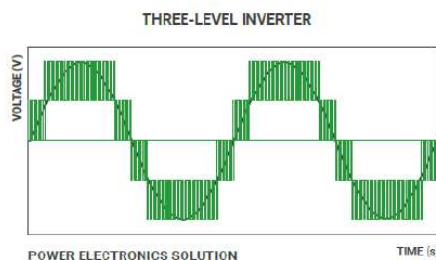 THREE-LEVEL INVERTER
VOLTAGE (V)
TIME (s
POWER ELECTRONICS SOLUTION